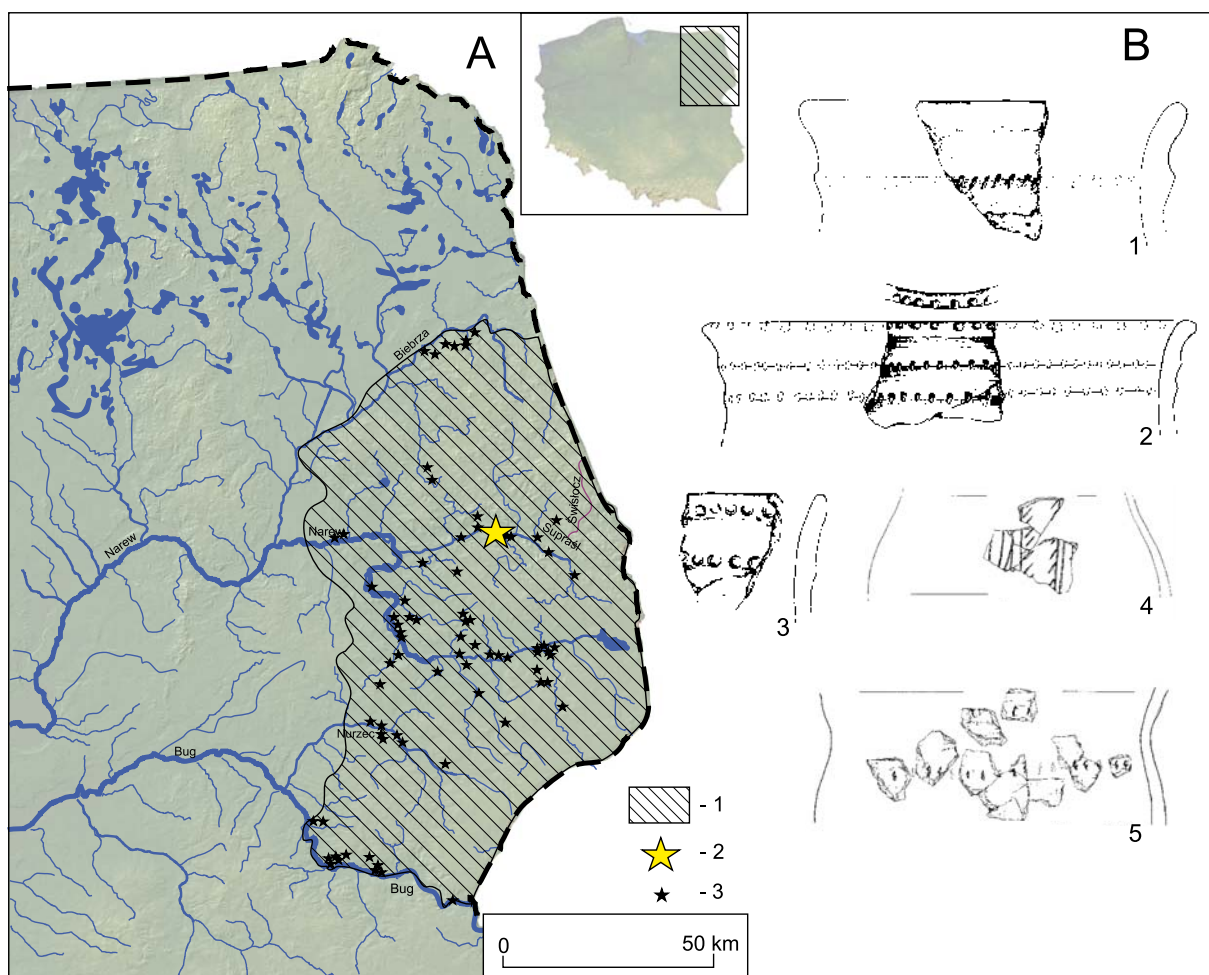 A
B
Biebrza
Świsłocz
Supraśl
Narew
Narew
Nurzec
Bug
Bug
- 1
- 2
- 3
0 50 km
1
2
3
4
5